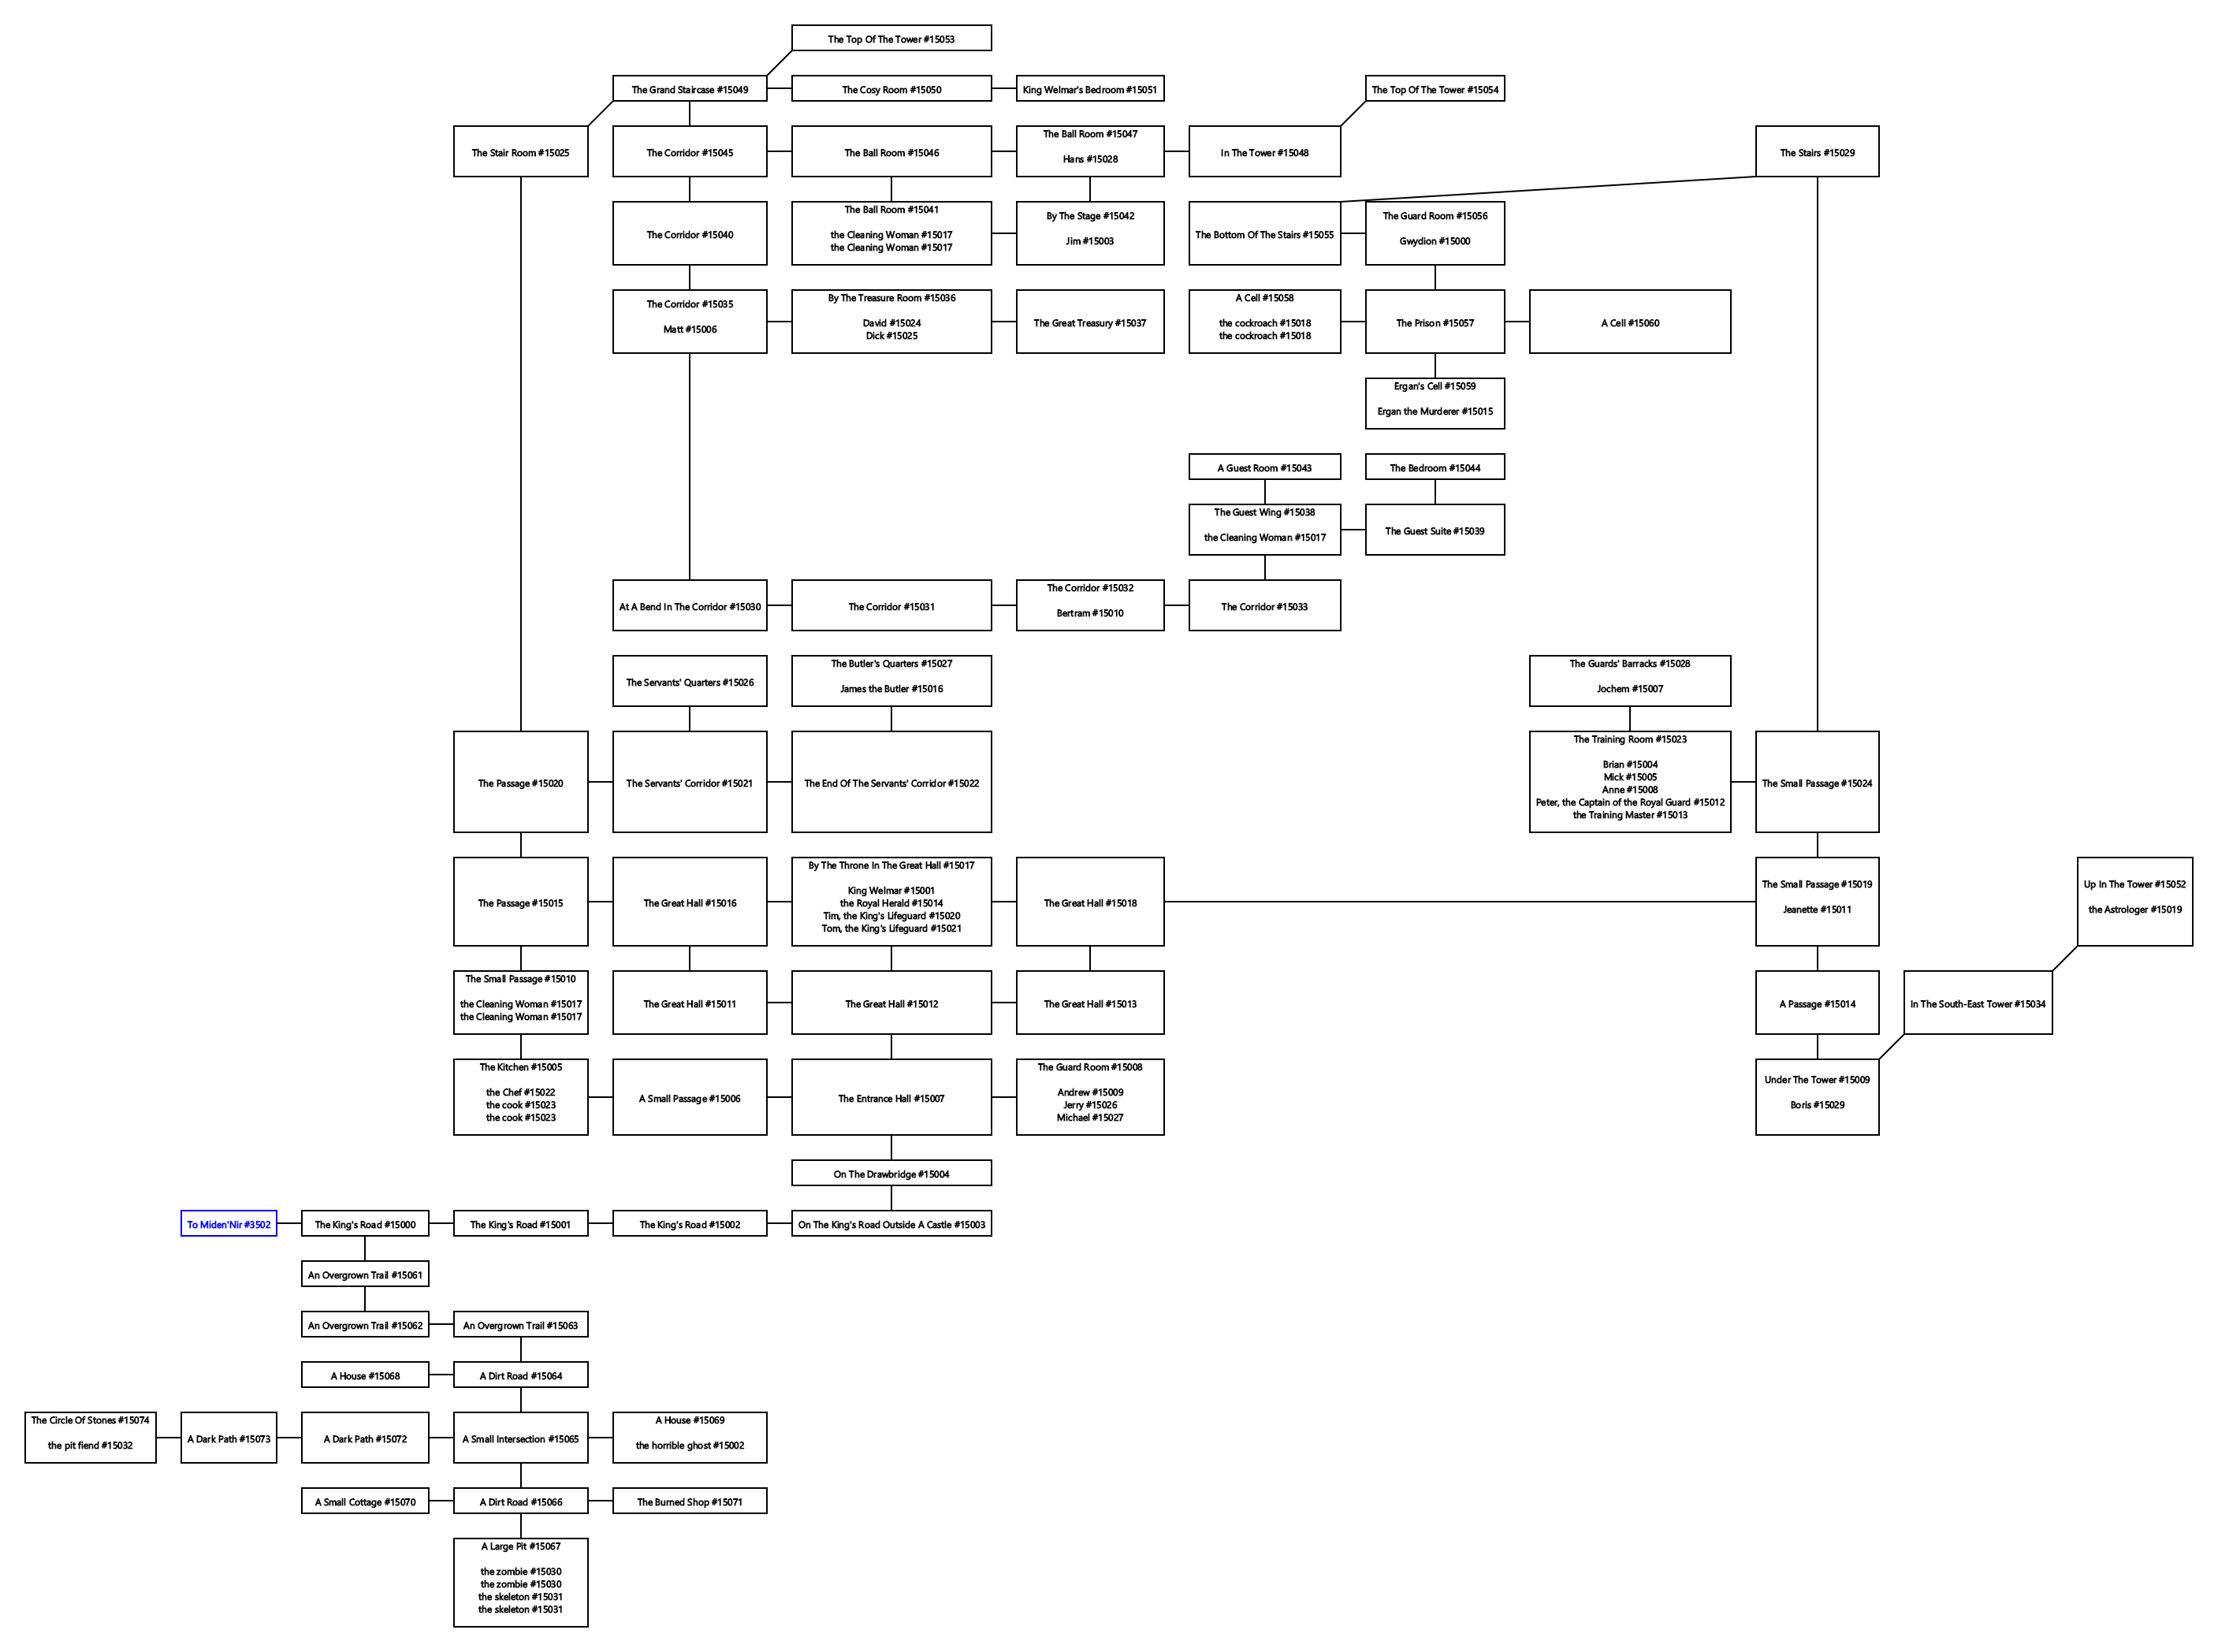 The Top Of The Tower #15053
The Grand Staircase #15049
The Cosy Room #15050
King Welmar's Bedroom #15051
The Top Of The Tower #15054
The Stair Room #15025
The Corridor #15045
The Ball Room #15046
The Ball Room #15047
Hans #15028
In The Tower #15048
The Stairs #15029
The Corridor #15040
The Ball Room #15041
the Cleaning Woman #15017
the Cleaning Woman #15017
By The Stage #15042
Jim #15003
The Bottom Of The Stairs #15055
The Guard Room #15056
Gwydion #15000
The Corridor #15035
Matt #15006
By The Treasure Room #15036
David #15024
Dick #15025
The Great Treasury #15037
A Cell #15058
the cockroach #15018
the cockroach #15018
The Prison #15057
A Cell #15060
Ergan's Cell #15059
Ergan the Murderer #15015
A Guest Room #15043
The Bedroom #15044
The Guest Wing #15038
the Cleaning Woman #15017
The Guest Suite #15039
At A Bend In The Corridor #15030
The Corridor #15031
The Corridor #15032
Bertram #15010
The Corridor #15033
The Servants' Quarters #15026
The Butler's Quarters #15027
James the Butler #15016
The Guards' Barracks #15028
Jochem #15007
The Passage #15020
The Servants' Corridor #15021
The End Of The Servants' Corridor #15022
The Training Room #15023
Brian #15004
Mick #15005
Anne #15008
Peter, the Captain of the Royal Guard #15012
the Training Master #15013
The Small Passage #15024
The Passage #15015
The Great Hall #15016
By The Throne In The Great Hall #15017
King Welmar #15001
the Royal Herald #15014
Tim, the King's Lifeguard #15020
Tom, the King's Lifeguard #15021
The Great Hall #15018
The Small Passage #15019
Jeanette #15011
Up In The Tower #15052
the Astrologer #15019
The Small Passage #15010
the Cleaning Woman #15017
the Cleaning Woman #15017
The Great Hall #15011
The Great Hall #15012
The Great Hall #15013
A Passage #15014
In The South-East Tower #15034
The Kitchen #15005
the Chef #15022
the cook #15023
the cook #15023
A Small Passage #15006
The Entrance Hall #15007
The Guard Room #15008
Andrew #15009
Jerry #15026
Michael #15027
Under The Tower #15009
Boris #15029
On The Drawbridge #15004
To Miden'Nir #3502
The King's Road #15000
The King's Road #15001
The King's Road #15002
On The King's Road Outside A Castle #15003
An Overgrown Trail #15061
An Overgrown Trail #15062
An Overgrown Trail #15063
A House #15068
A Dirt Road #15064
The Circle Of Stones #15074
the pit fiend #15032
A Dark Path #15073
A Dark Path #15072
A Small Intersection #15065
A House #15069
the horrible ghost #15002
A Small Cottage #15070
A Dirt Road #15066
The Burned Shop #15071
A Large Pit #15067
the zombie #15030
the zombie #15030
the skeleton #15031
the skeleton #15031